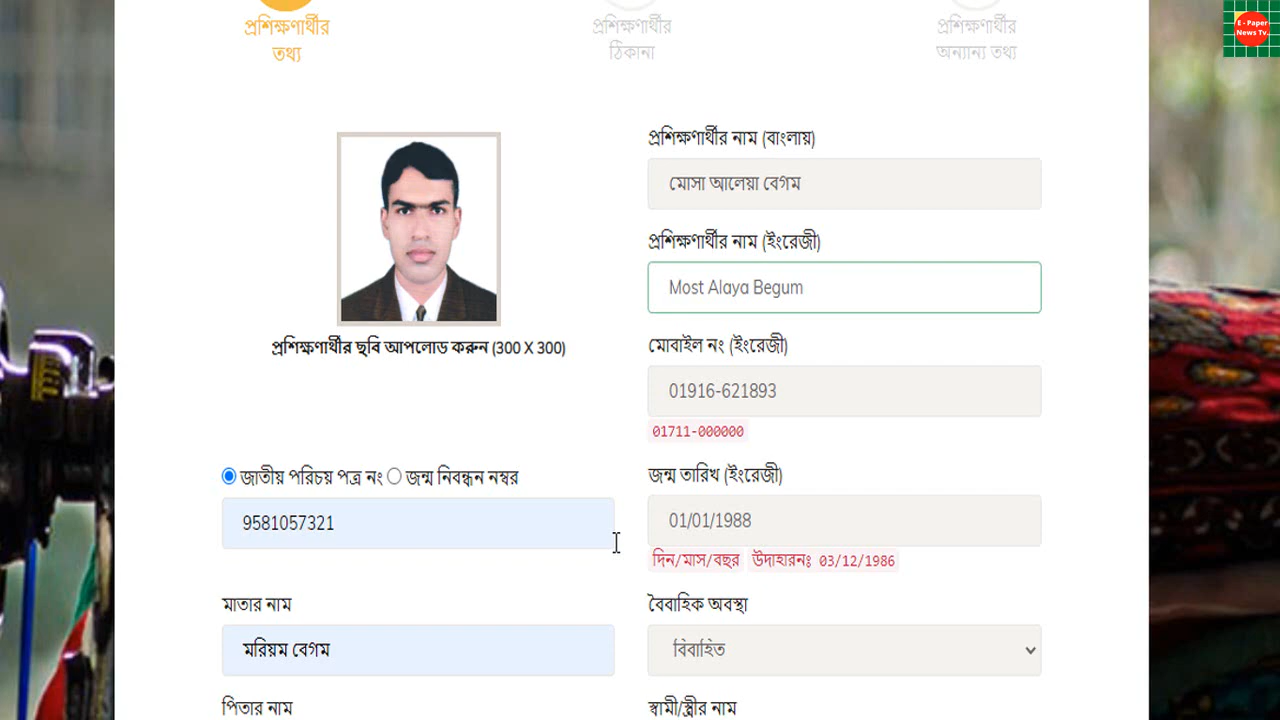 প্রশিক্ষণার্থীর
তথ্য
প্রশিক্ষণার্থীর
ঠিকানা
প্রশিক্ষণার্থীর
অন্যান্য তথ্য
E - Paper
News Tv.
প্রশিক্ষণার্থীর ছবি আপলোড করুন (300 X 300)
প্রশিক্ষণার্থীর নাম (বাংলায়)
মোসা আলেয়া বেগম
প্রশিক্ষণার্থীর নাম (ইংরেজী)
Most Alaya Begum
মোবাইল নং (ইংরেজী)
01916-621893
01711-000000
জাতীয় পরিচয় পত্র নং জন্ম নিবন্ধন নম্বর
9581057321
জন্ম তারিখ (ইংরেজী)
01/01/1988
দিন/মাস/বছর উদাহারনঃ 03/12/1986
মাতার নাম
মরিয়ম বেগম
বৈবাহিক অবস্থা
বিবাহিত
পিতার নাম
স্বামী/স্ত্রীর নাম